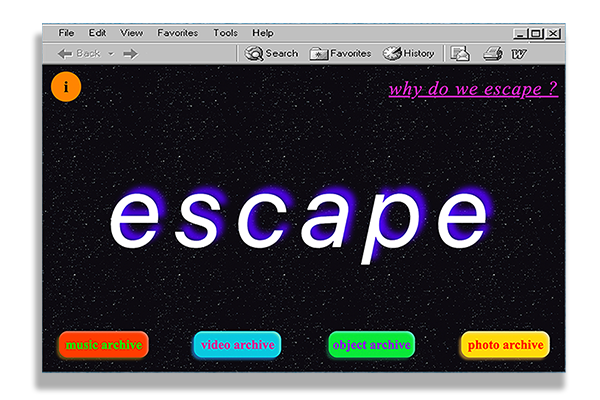 File Edit View Favorites Tools Help
Back Search Favorites History W
i
why do we escape ?
escape
music archive video archive object archive photo archive